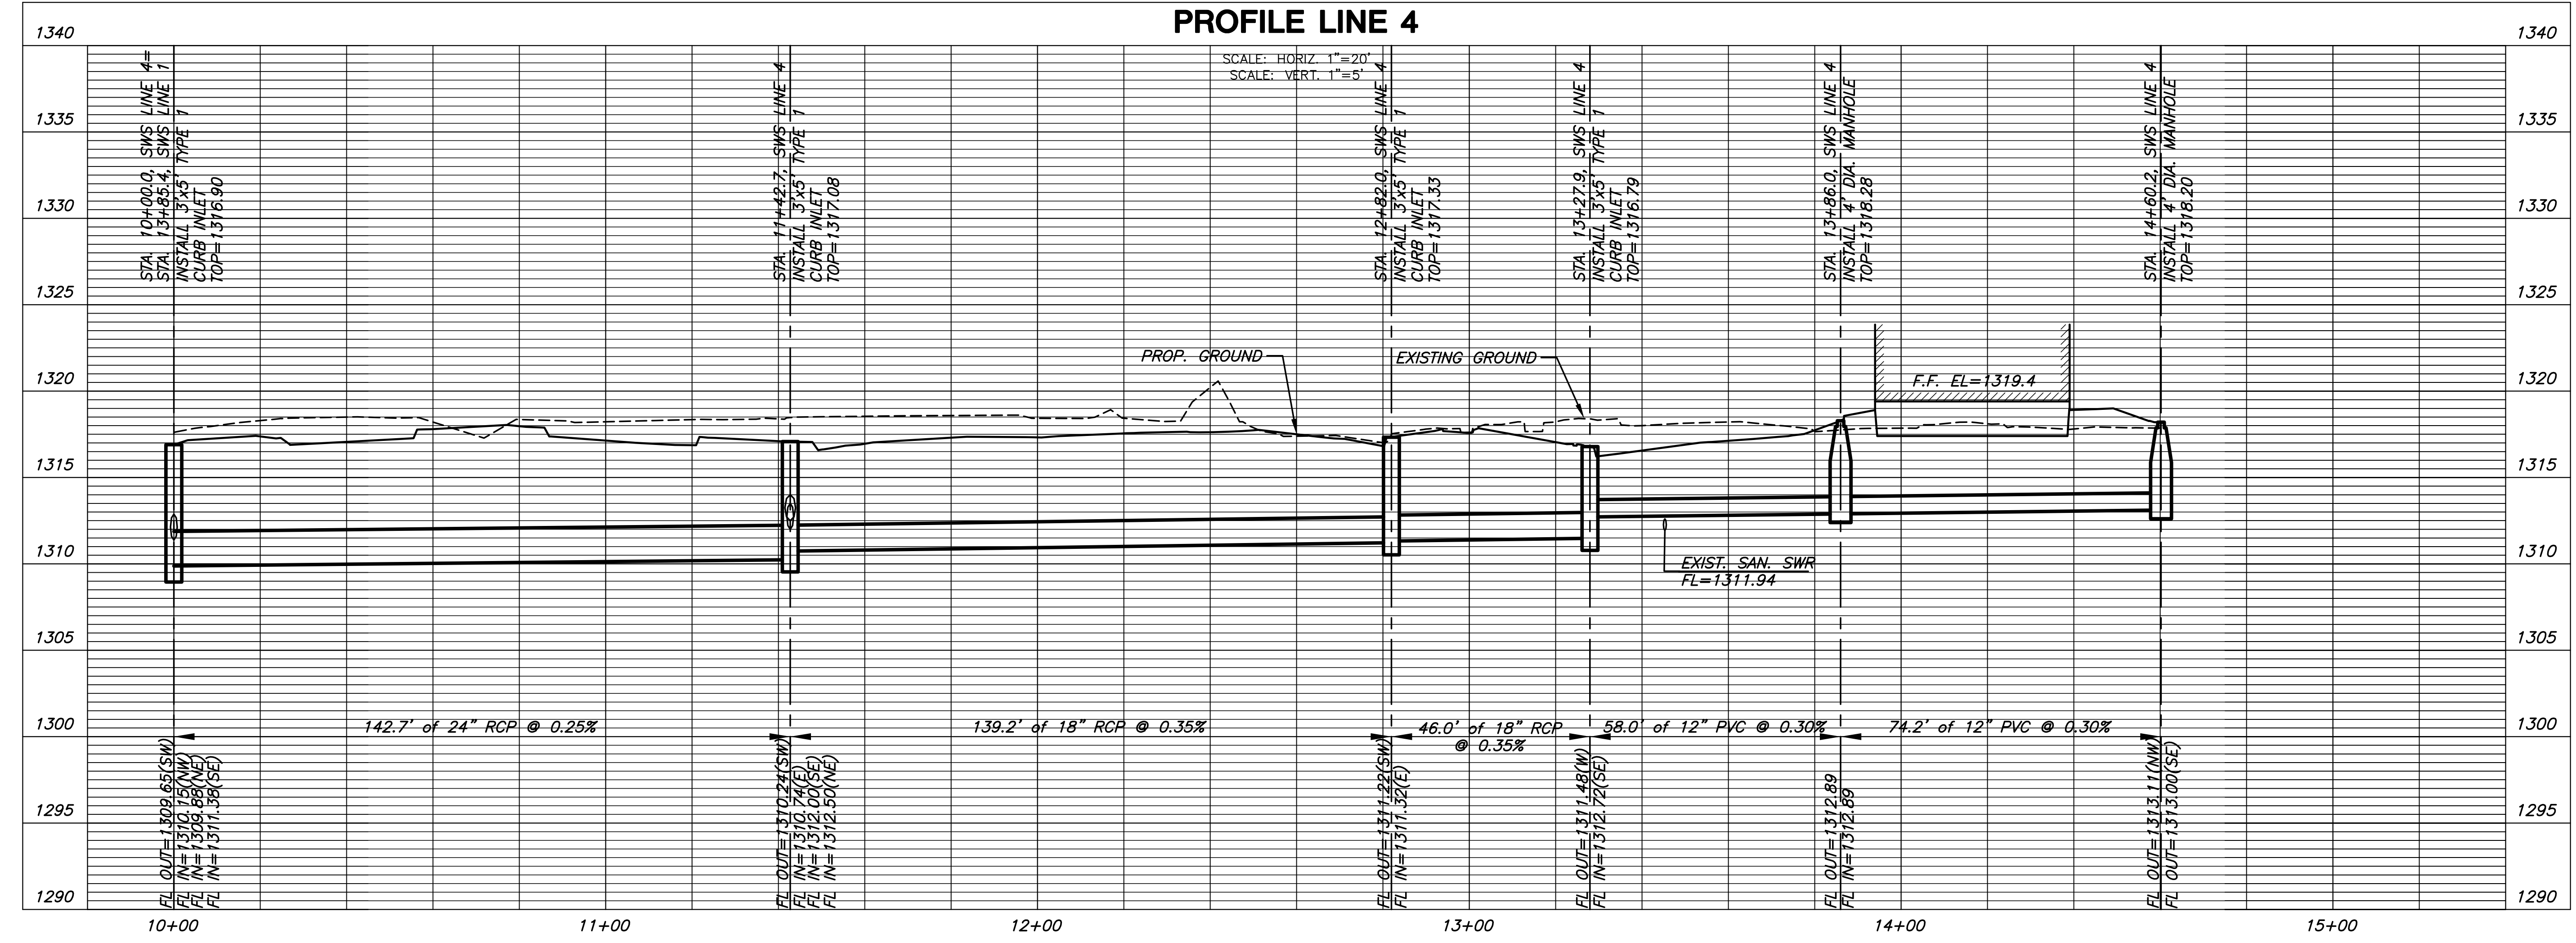 PROFILE LINE 4
SCALE: HORIZ. 1"=20'
SCALE: VERT. 1"=5'
1340
1335
1330
1325
1320
1315
1310
1305
1300
1295
1290
1340
1335
1330
1325
1320
1315
1310
1305
1300
1295
1290
STA. 10+00.0, SWS LINE 4=
STA. 13+85.4, SWS LINE 1
INSTALL 3'x5' TYPE 1
CURB INLET
TOP=1316.90
STA. 11+42.7, SWS LINE 4
INSTALL 3'x5' TYPE 1
CURB INLET
TOP=1317.08
STA. 12+82.0, SWS LINE 4
INSTALL 3'x5' TYPE 1
CURB INLET
TOP=1317.33
STA. 13+27.9, SWS LINE 4
INSTALL 3'x5' TYPE 1
CURB INLET
TOP=1316.79
STA. 13+86.0, SWS LINE 4
INSTALL 4' DIA. MANHOLE
TOP=1318.28
STA. 14+60.2, SWS LINE 4
INSTALL 4' DIA. MANHOLE
TOP=1318.20
PROP. GROUND
EXISTING GROUND
F.F. EL=1319.4
EXIST. SAN. SWR
FL=1311.94
142.7' of 24" RCP @ 0.25%
139.2' of 18" RCP @ 0.35%
46.0' of 18" RCP
@ 0.35%
58.0' of 12" PVC @ 0.30%
74.2' of 12" PVC @ 0.30%
FL OUT=1309.65(SW)
FL IN=1310.15(NW)
FL IN=1309.88(NE)
FL IN=1311.38(SE)
FL OUT=1310.24(SW)
FL IN=1310.74(E)
FL IN=1312.00(SE)
FL IN=1312.50(NE)
FL OUT=1311.22(SW)
FL IN=1311.32(E)
FL OUT=1311.48(W)
FL IN=1312.72(SE)
FL OUT=1312.89
FL IN=1312.89
FL OUT=1313.11(NW)
FL OUT=1313.00(SE)
10+00
11+00
12+00
13+00
14+00
15+00